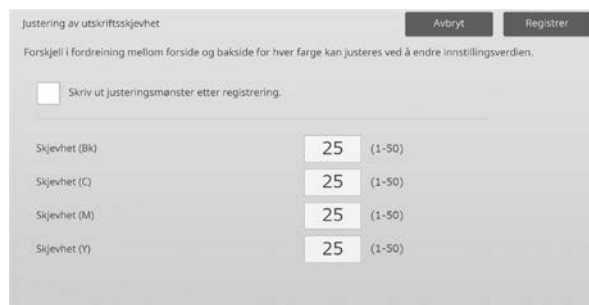 Justering av utskriftsskjevhet Avbryt Registrer
Forskjell i fordreining mellom forside og bakside for hver farge kan justeres ved å endre innstillingsverdien.
Skriv ut justeringsmønster etter registrering.
Skjevhet (Bk) 25 (1-50)
Skjevhet (C) 25 (1-50)
Skjevhet (M) 25 (1-50)
Skjevhet (Y) 25 (1-50)